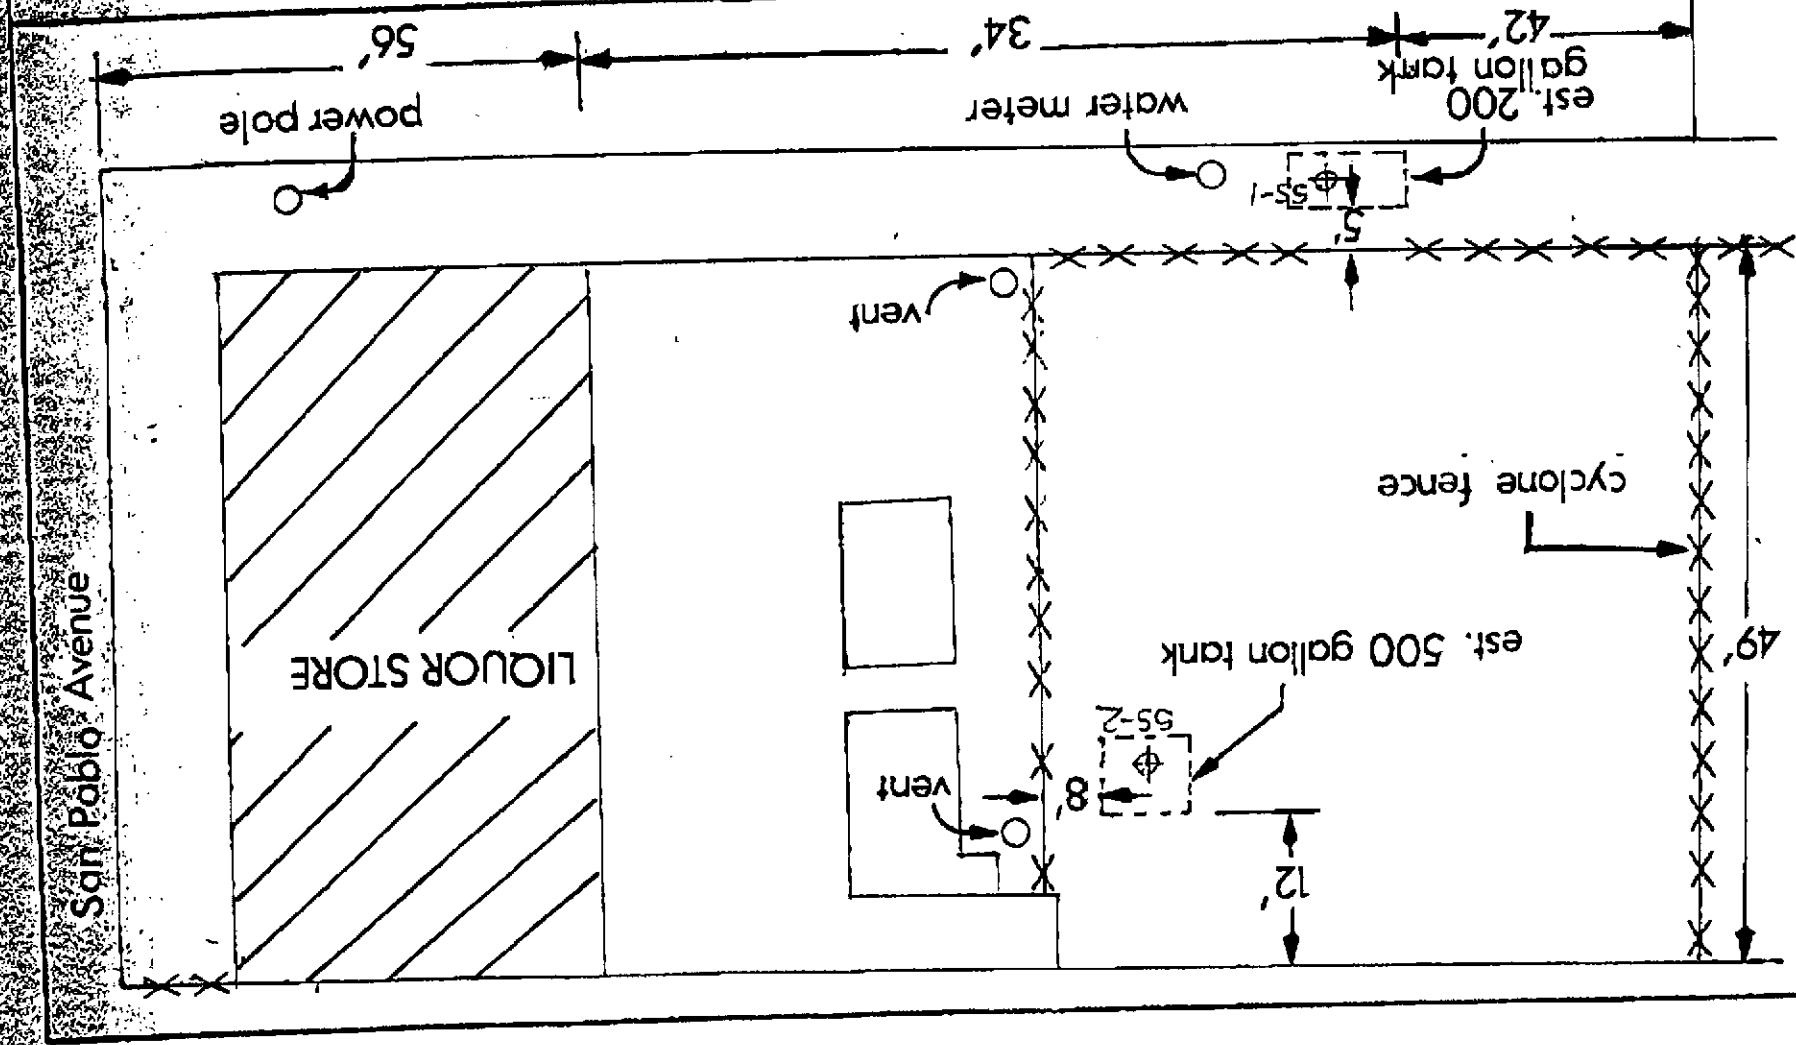 12'
vent
8'
SS-2
est. 500 gallon tank
49'
LIQUOR STORE
San Pablo Avenue
cyclone fence
vent
5'
SS-1
est. 200
gallon tank
water meter
power pole
42'
34'
56'